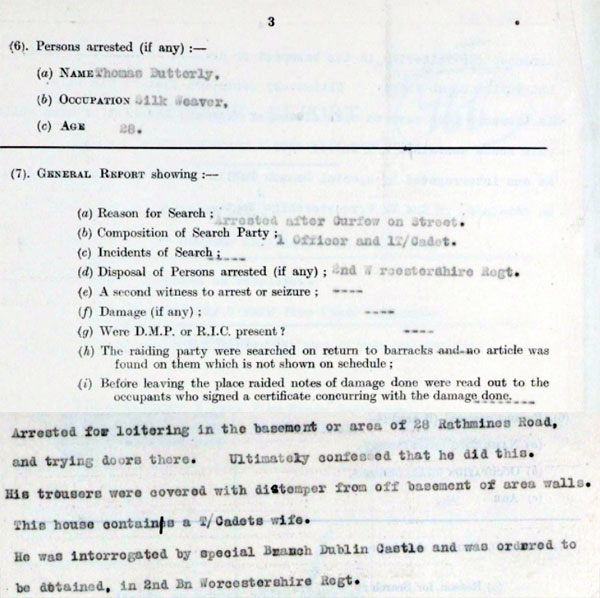 3
(6). Persons arrested (if any) :—
(a) NAME Thomas Butterly.
(b) OCCUPATION Silk Weaver.
(c) AGE 28.
(7). GENERAL REPORT showing :—
(a) Reason for Search ; Arrested after Curfew on Street.
(b) Composition of Search Party ; 1 Officer and 1T/Cadet.
(c) Incidents of Search ; ----
(d) Disposal of Persons arrested (if any) ; 2nd W rcestershire Regt.
(e) A second witness to arrest or seizure ; ----
(f) Damage (if any) ; ----
(g) Were D.M.P. or R.I.C. present ? ----
(h) The raiding party were searched on return to barracks and no article was
found on them which is not shown on schedule ;
(i) Before leaving the place raided notes of damage done were read out to the
occupants who signed a certificate concurring with the damage done.
Arrested for loitering in the basement or area of 28 Rathmines Road,
and trying doors there. Ultimately confessed that he did this.
His trousers were covered with distemper from off basement of area walls.
This house contains a T/Cadets wife.
He was interrogated by special Branch Dublin Castle and was ordered to
be detained, in 2nd Bn Worcestershire Regt.